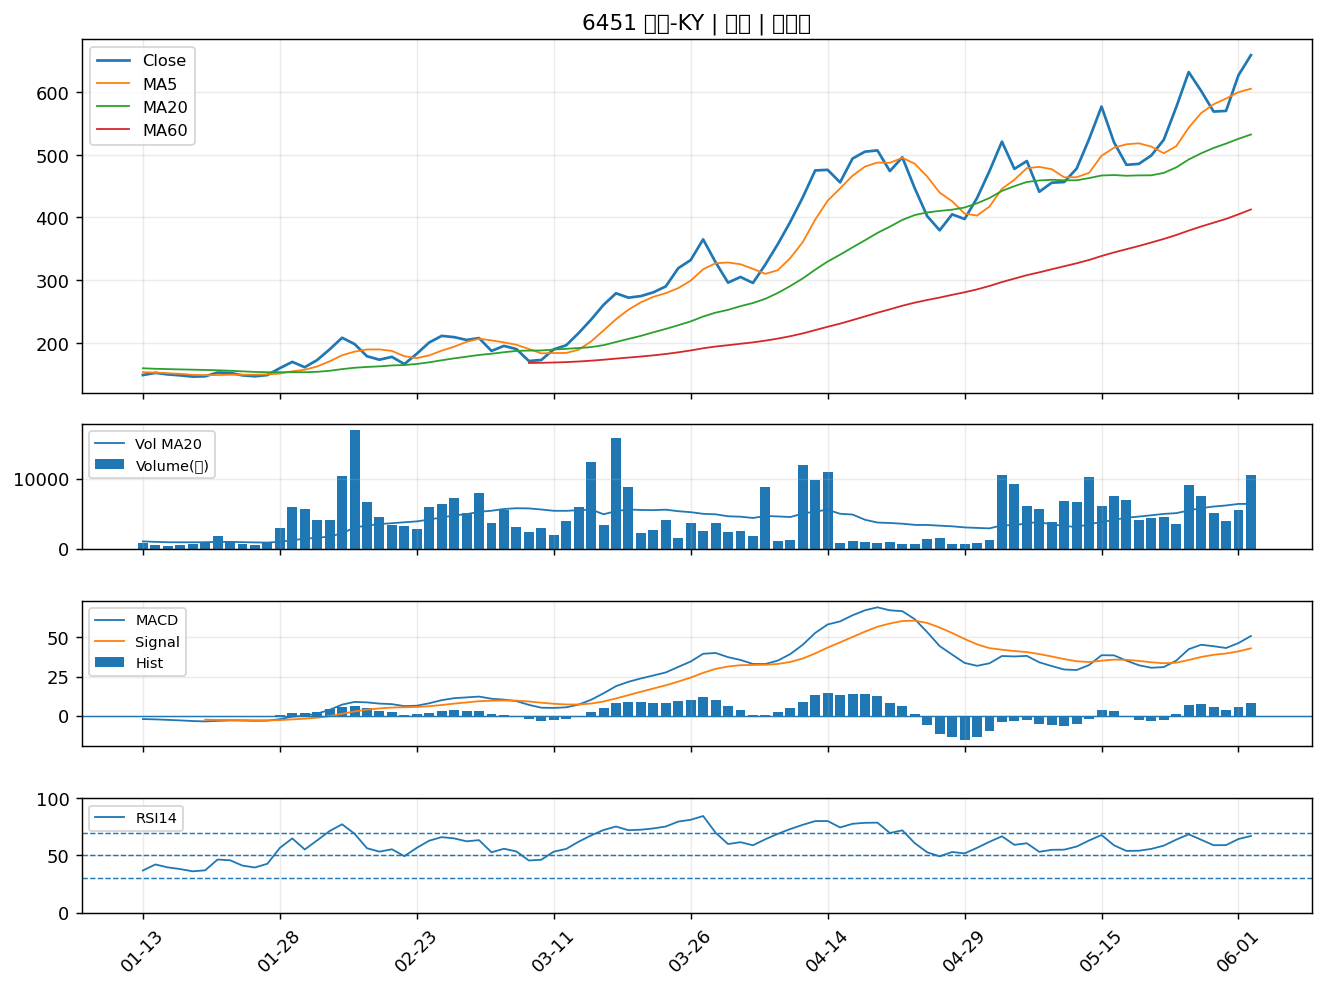 6451 -KY | |
Close
MA5
MA20
MA60
600
500
400
300
200
Vol MA20
Volume()
10000
0
MACD
Signal
Hist
50
25
0
RSI14
100
50
0
01-13 01-28 02-23 03-11 03-26 04-14 04-29 05-15 06-01